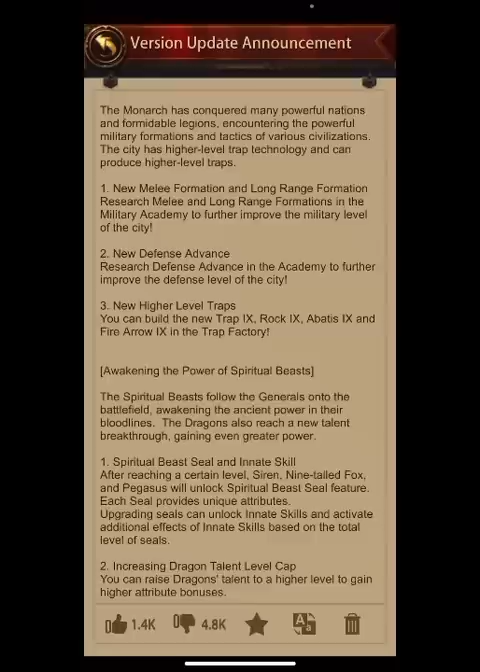 Version Update Announcement
The Monarch has conquered many powerful nations
and formidable legions, encountering the powerful
military formations and tactics of various civilizations.
The city has higher-level trap technology and can
produce higher-level traps.
1. New Melee Formation and Long Range Formation
Research Melee and Long Range Formations in the
Military Academy to further improve the military level
of the city!
2. New Defense Advance
Research Defense Advance in the Academy to further
improve the defense level of the city!
3. New Higher Level Traps
You can build the new Trap IX, Rock IX, Abatis IX and
Fire Arrow IX in the Trap Factory!
[Awakening the Power of Spiritual Beasts]
The Spiritual Beasts follow the Generals onto the
battlefield, awakening the ancient power in their
bloodlines. The Dragons also reach a new talent
breakthrough, gaining even greater power.
1. Spiritual Beast Seal and Innate Skill
After reaching a certain level, Siren, Nine-tailed Fox,
and Pegasus will unlock Spiritual Beast Seal feature.
Each Seal provides unique attributes.
Upgrading seals can unlock Innate Skills and activate
additional effects of Innate Skills based on the total
level of seals.
2. Increasing Dragon Talent Level Cap
You can raise Dragons' talent to a higher level to gain
higher attribute bonuses.
1.4K 4.8K A a